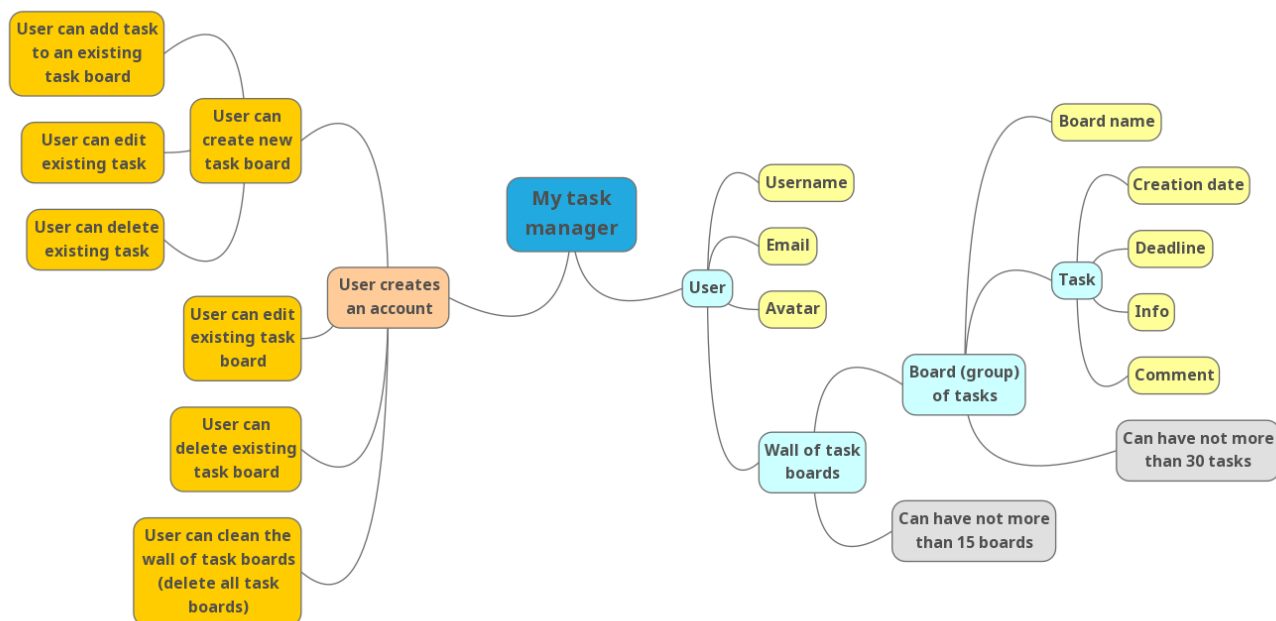 User can add task
to an existing
task board
User can
create new
task board
User can edit
existing task
User can delete
existing task
My task
manager
User creates
an account
User can edit
existing task
board
User can
delete existing
task board
User can clean the
wall of task boards
(delete all task
boards)
User
Username
Email
Avatar
Wall of task
boards
Can have not more
than 15 boards
Board (group)
of tasks
Board name
Task
Creation date
Deadline
Info
Comment
Can have not more
than 30 tasks